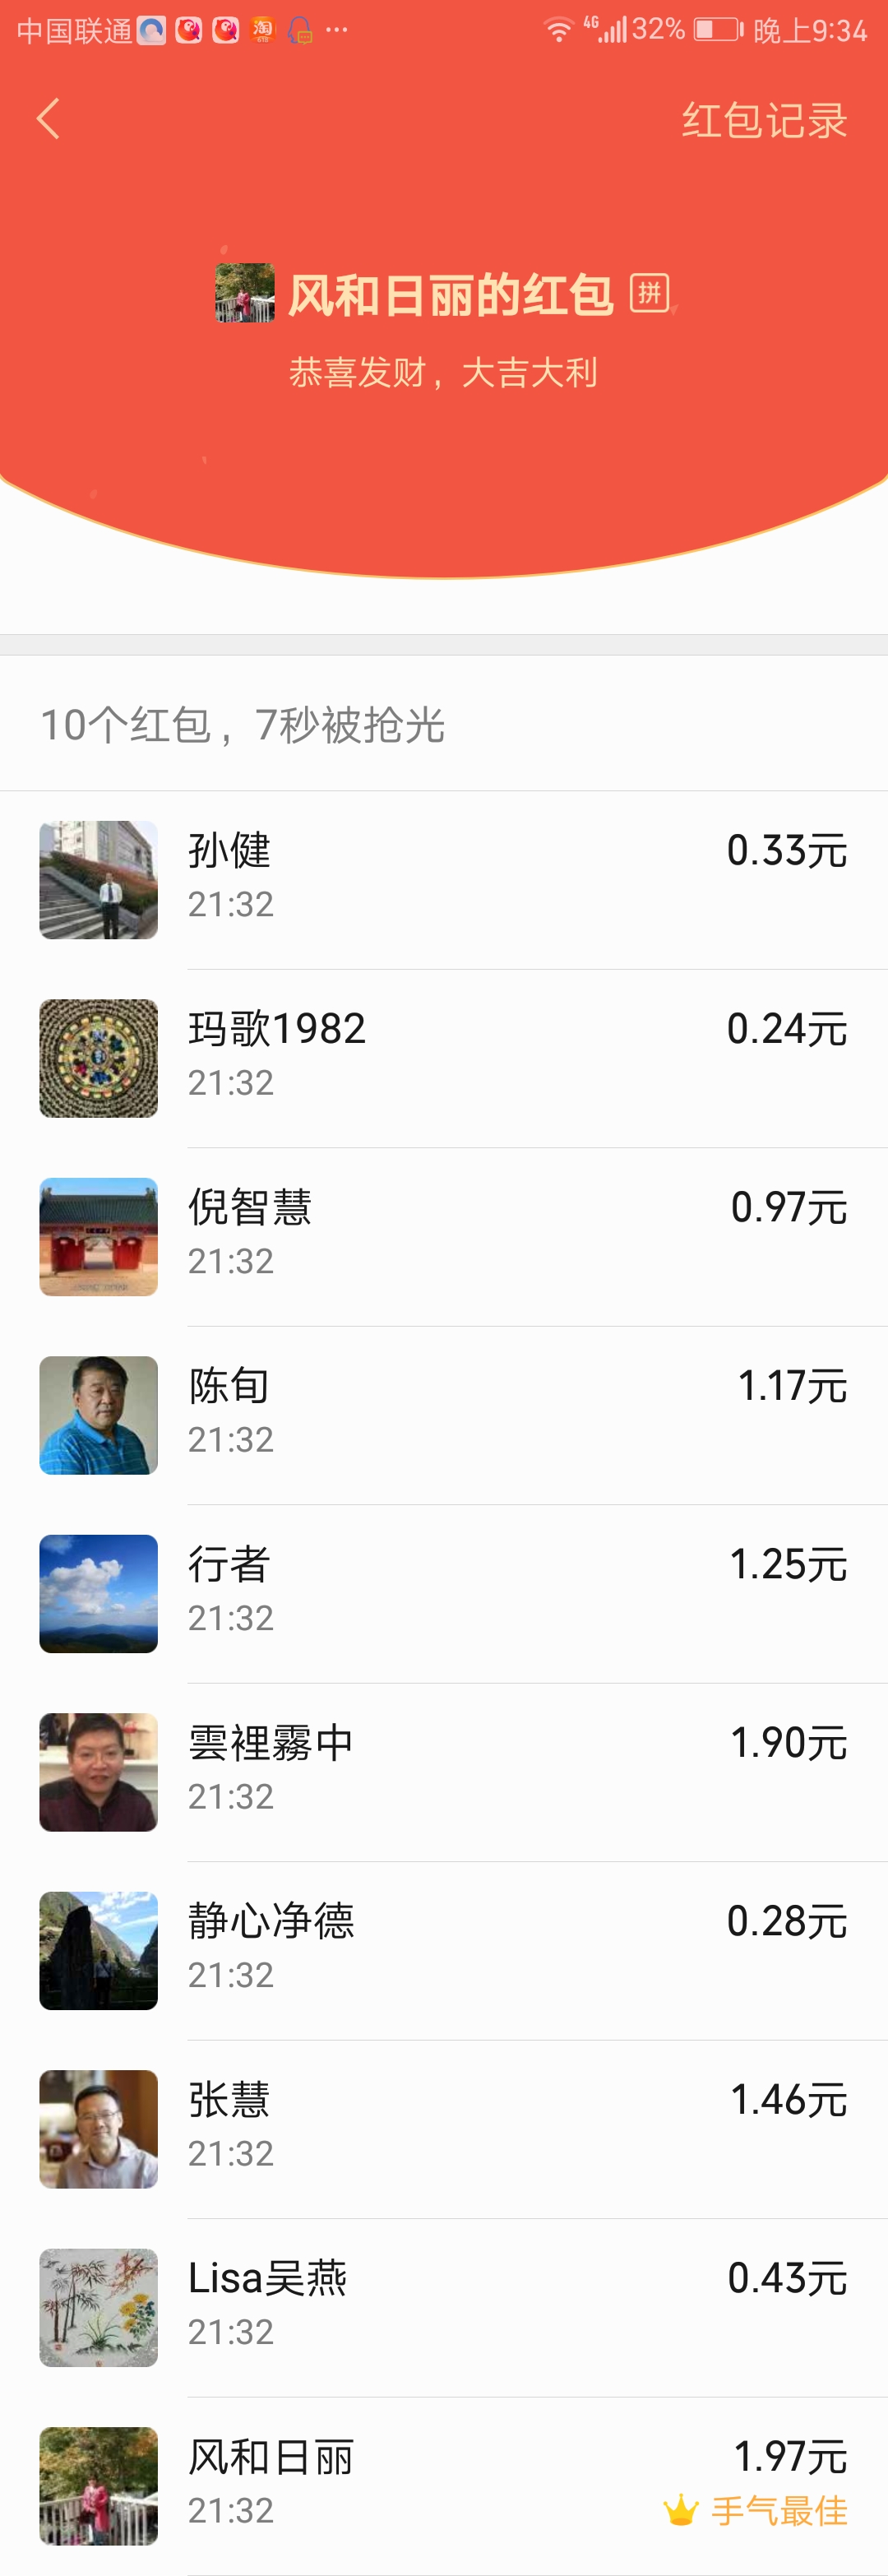 中国联通 淘 ··· 4G 32% 晚上9:34
红包记录
风和日丽的红包 拼
恭喜发财，大吉大利
10个红包，7秒被抢光
孙健 0.33元
21:32
玛歌1982 0.24元
21:32
倪智慧 0.97元
21:32
陈旬 1.17元
21:32
行者 1.25元
21:32
雲裡霧中 1.90元
21:32
静心净德 0.28元
21:32
张慧 1.46元
21:32
Lisa吴燕 0.43元
21:32
风和日丽 1.97元
21:32 手气最佳